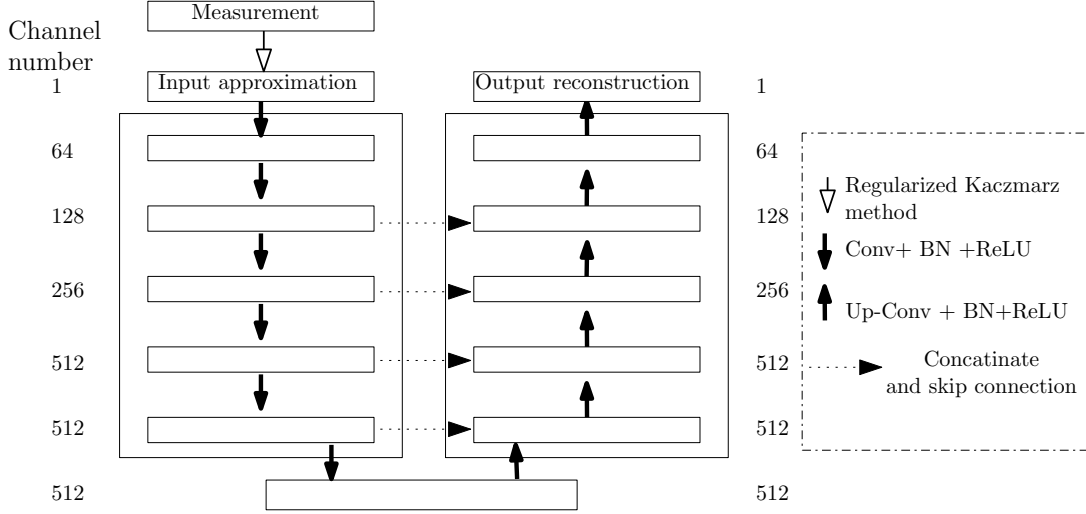 Measurement
Channel
number
1
Input approximation
Output reconstruction
1
64
64
128
128
256
256
512
512
512
512
512
512
Regularized Kaczmarz
method
Conv+ BN +ReLU
Up-Conv + BN+ReLU
Concatinate
and skip connection